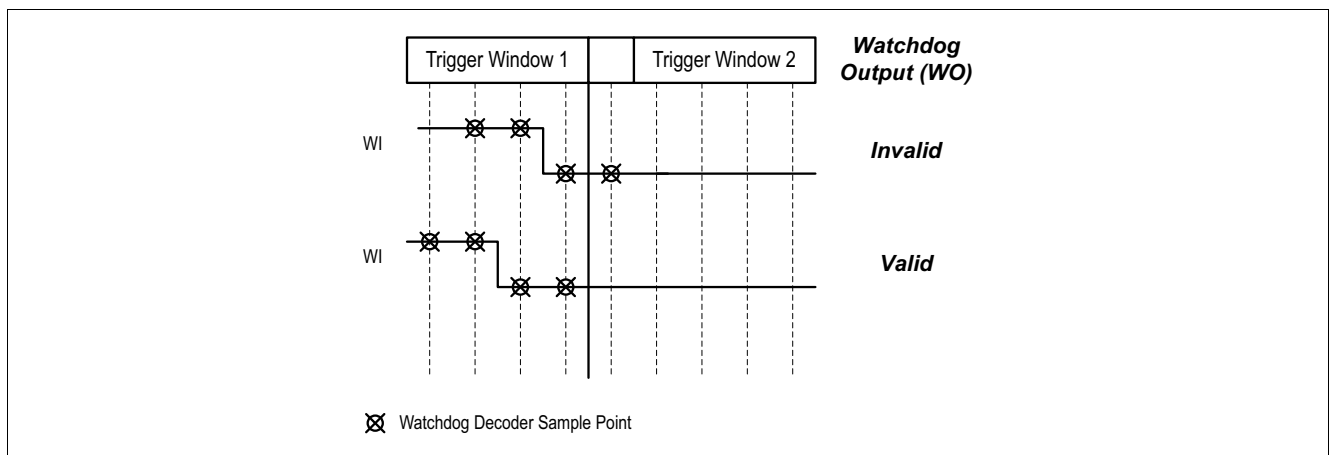 Trigger Window 1
Trigger Window 2
Watchdog
Output (WO)
WI
Invalid
WI
Valid
Watchdog Decoder Sample Point